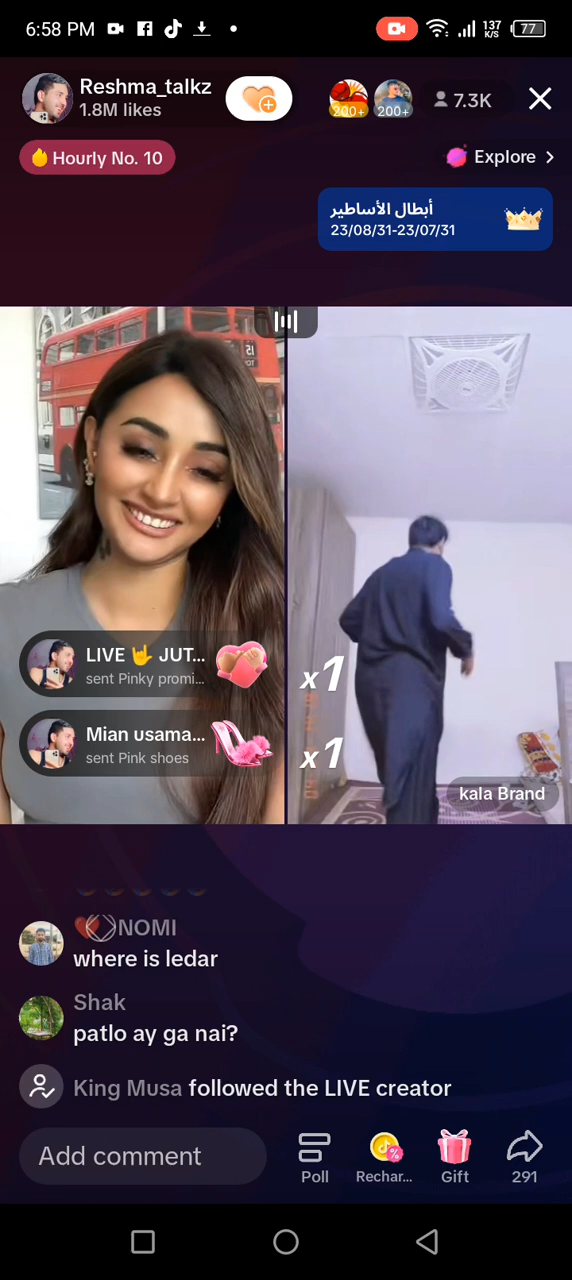 6:58 PM
137
K/S
77
Reshma_talkz
1.8M likes
200+
200+
7.3K
Hourly No. 10
Explore
أبطال الأساطير
23/08/31-23/07/31
LIVE 🤟 JUT...
sent Pinky promi...
x1
Mian usama...
sent Pink shoes
x1
kala Brand
NOMI
where is ledar
Shak
patlo ay ga nai?
King Musa followed the LIVE creator
Add comment
Poll
Rechar...
Gift
291